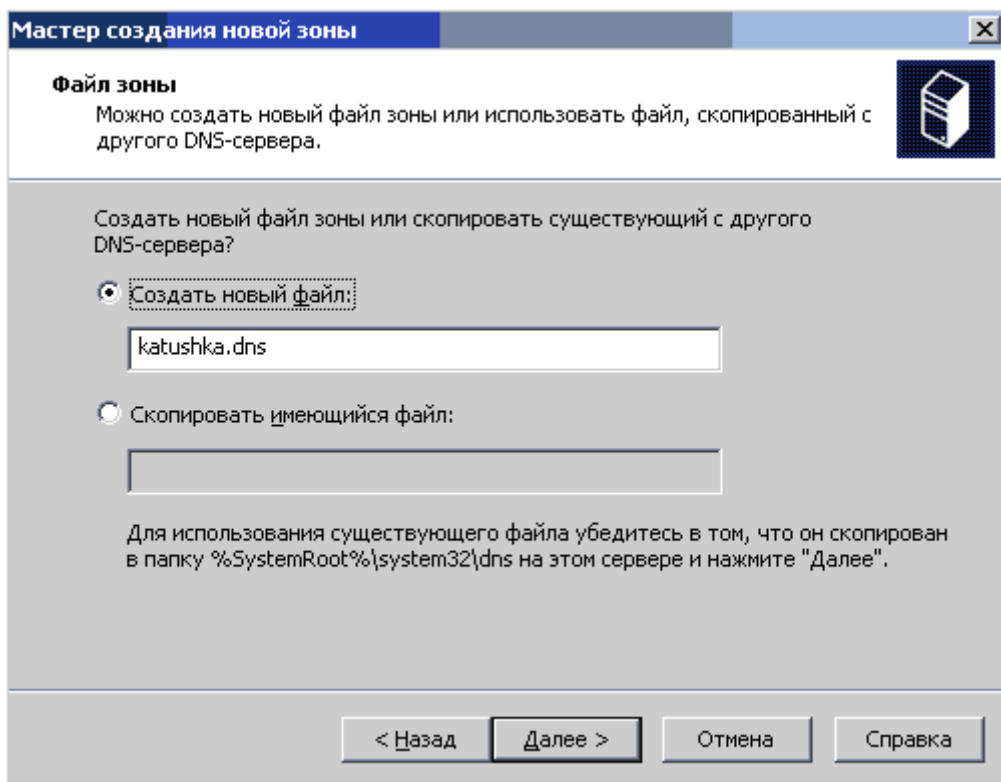 Мастер создания новой зоны
Файл зоны
Можно создать новый файл зоны или использовать файл, скопированный с
другого DNS-сервера.
Создать новый файл зоны или скопировать существующий с другого
DNS-сервера?
Создать новый файл:
katushka.dns
Скопировать имеющийся файл:
Для использования существующего файла убедитесь в том, что он скопирован
в папку %SystemRoot%\system32\dns на этом сервере и нажмите "Далее".
< Назад Далее > Отмена Справка